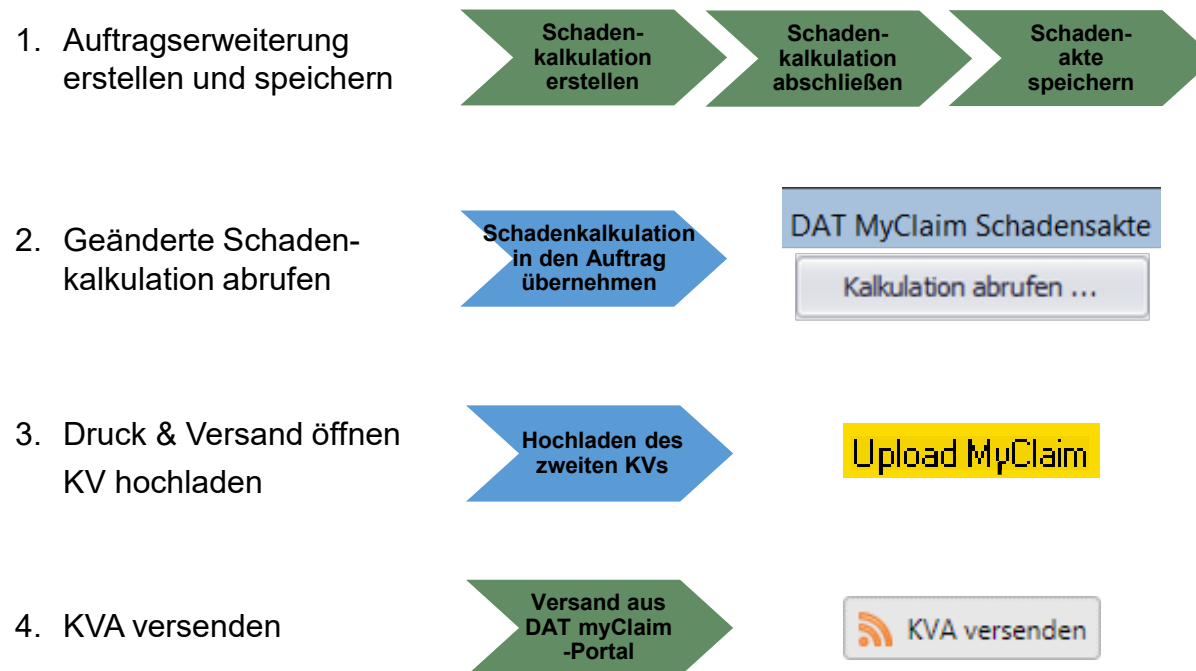 1. Auftragserweiterung
erstellen und speichern
Schaden-
kalkulation
erstellen
Schaden-
kalkulation
abschließen
Schaden-
akte
speichern
2. Geänderte Schaden-
kalkulation abrufen
Schadenkalkulation
in den Auftrag
übernehmen
DAT MyClaim Schadensakte
Kalkulation abrufen ...
3. Druck & Versand öffnen
KV hochladen
Hochladen des
zweiten KVs
Upload MyClaim
4. KVA versenden
Versand aus
DAT myClaim
-Portal
KVA versenden